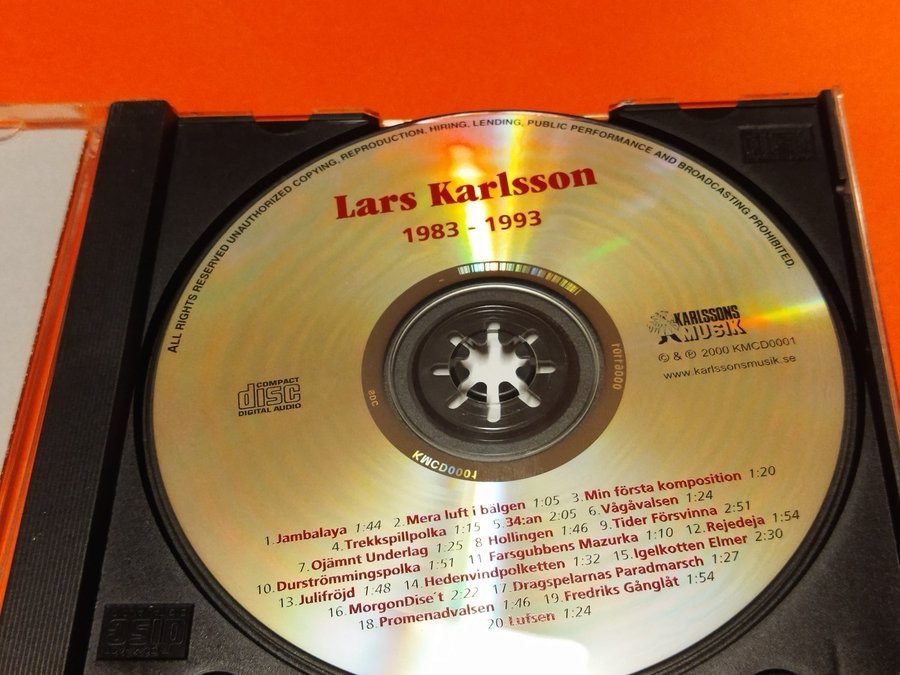 ALL RIGHTS RESERVED UNAUTHORIZED COPYING, REPRODUCTION, HIRING, LENDING, PUBLIC PERFORMANCE AND BROADCASTING PROHIBITED.
Lars Karlsson
1983 - 1993
KARLSSONS
MUSIK
© & ℗ 2000 KMCD0001
www.karlssonsmusik.se
COMPACT
disc
DIGITAL AUDIO
KMCD0001
1. Jambalaya 1:44 2. Mera luft i bälgen 1:05 3. Min första komposition 1:20
4. Trekkspillpolka 1:15 5. 34:an 2:05 6. Vågåvalsen 1:24
7. Ojämnt Underlag 1:25 8 Hollingen 1:46 9. Tider Försvinna 2:51
10. Durströmmingspolka 1:51 11 Farsgubbens Mazurka 1:10 12. Rejedeja 1:54
13. Julifröjd 1:48 14 Hedenvindpolketten 1:32 15. Igelkotten Elmer 2:30
16. MorgonDise´t 2:22 17. Dragspelarnas Paradmarsch 1:27
18. Promenadvalsen 1:46 19. Fredriks Gånglåt 1:54
20. Lufsen 1:24